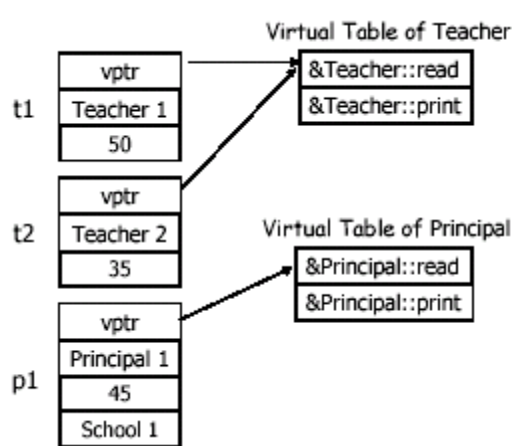 Virtual Table of Teacher
vptr
&Teacher::read
t1
Teacher 1
&Teacher::print
50
vptr
t2
Teacher 2
Virtual Table of Principal
35
&Principal::read
vptr
&Principal::print
Principal 1
p1
45
School 1